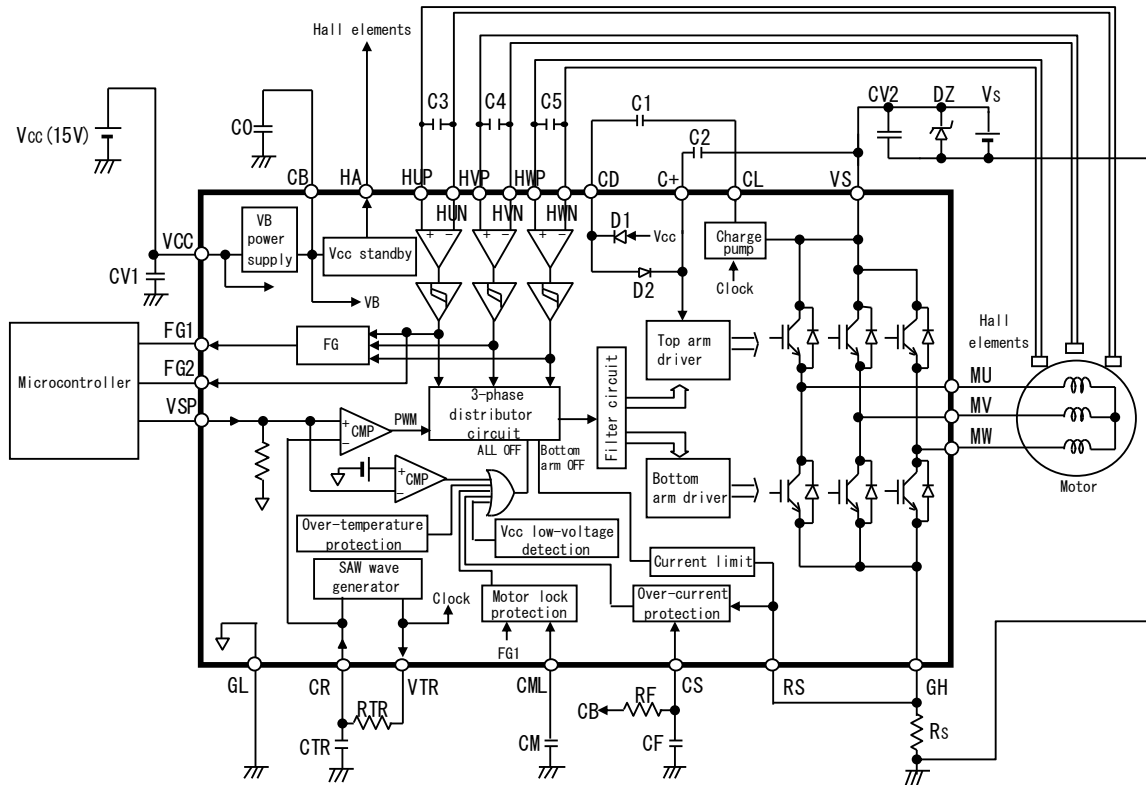 Hall elements
C3
C4
C5
C1
C2
CV2
DZ
VS
VCC (15V)
C0
CB
HA
HUP
HVP
HWP
CD
C+
CL
VS
HUN
HVN
HWN
VCC
VB power supply
Vcc standby
VB
D1
Vcc
D2
Charge pump
Clock
CV1
+ -
+ -
+ -
Microcontroller
FG1
FG2
VSP
FG
Top arm driver
Hall elements
MU
MV
MW
Motor
+
-
CMP
PWM
3-phase distributor circuit
ALL OFF
Bottom arm OFF
Filter circuit
+
-
CMP
Bottom arm driver
Over-temperature protection
Vcc low-voltage detection
Current limit
SAW wave generator
Clock
Motor lock protection
Over-current protection
FG1
GL
CR
VTR
CML
CS
RS
GH
RTR
CTR
CM
CB
RF
CF
RS